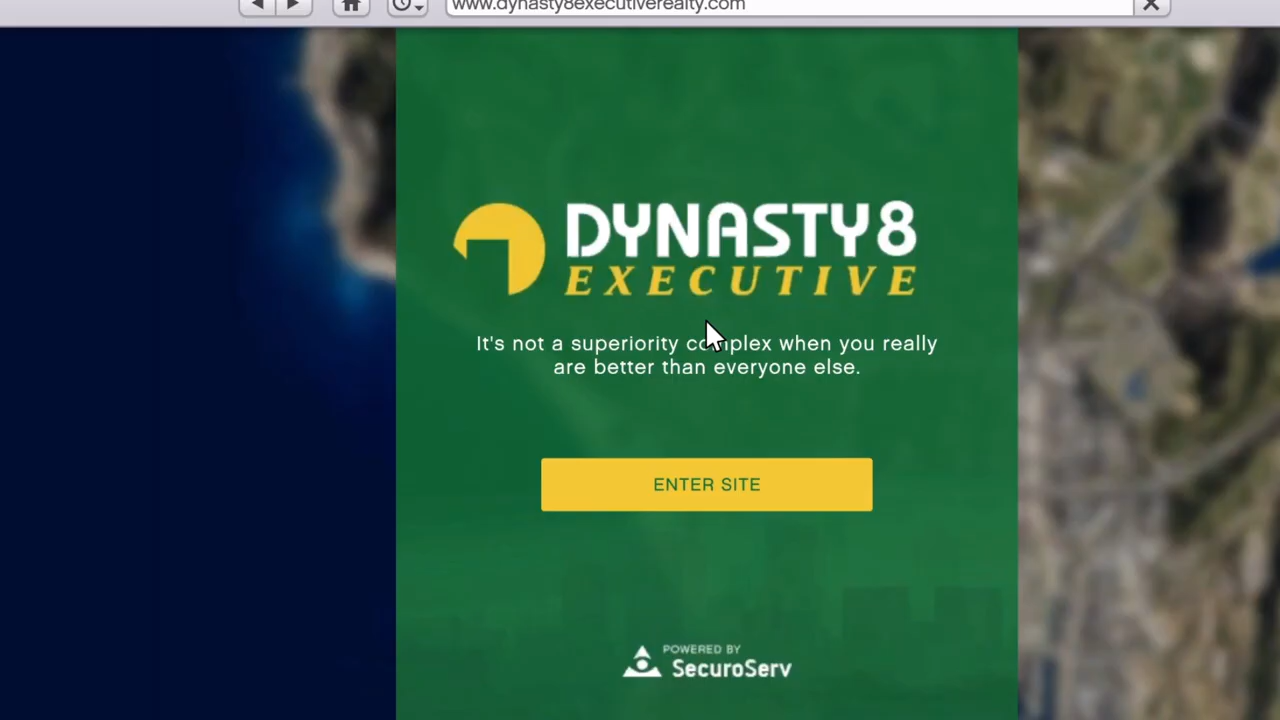 www.dynasty8executiverealty.com
DYNASTY8
EXECUTIVE
It's not a superiority complex when you really
are better than everyone else.
ENTER SITE
POWERED BY
SecuroServ